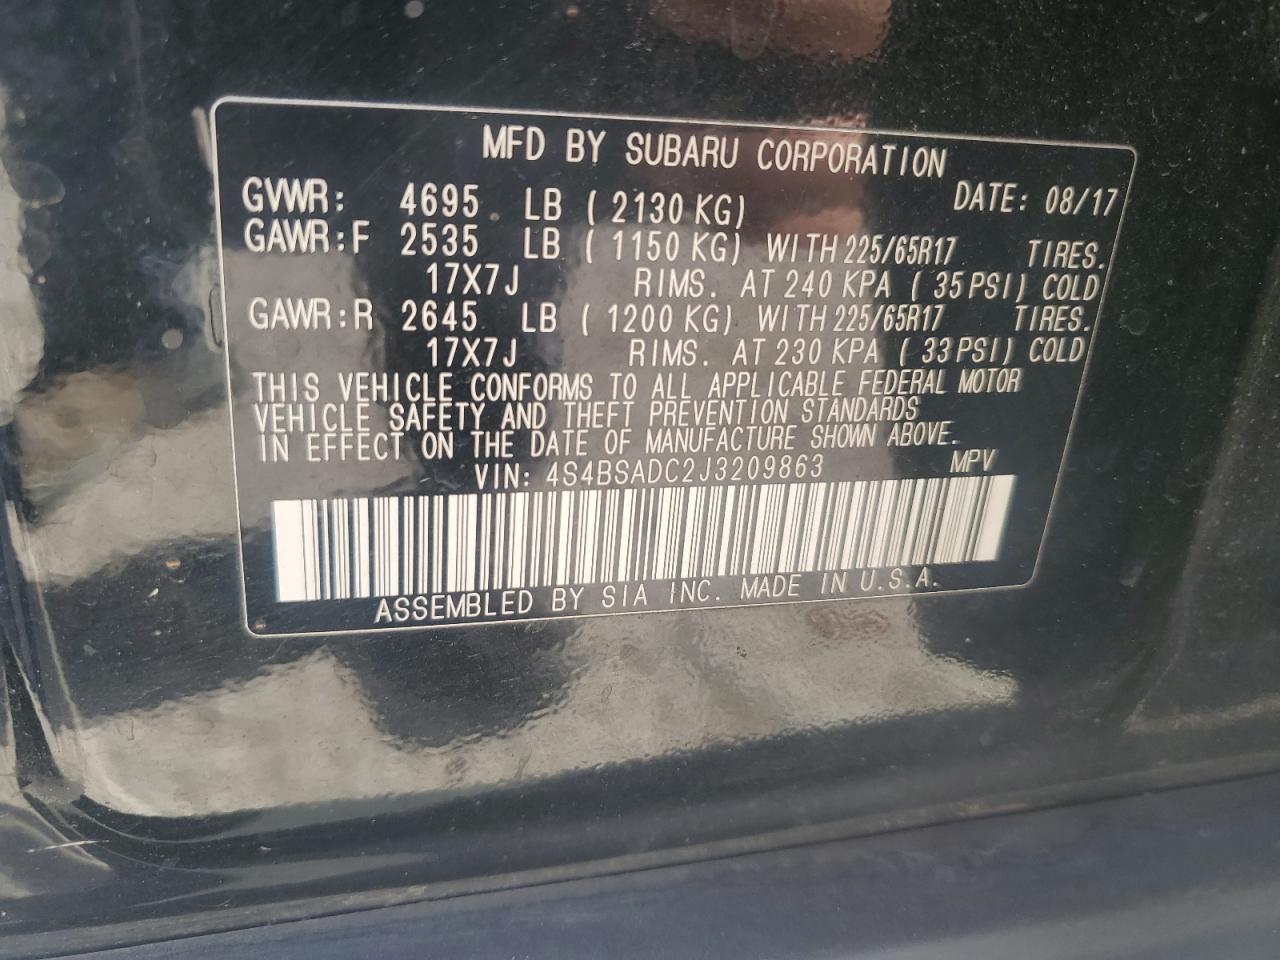 MFD BY SUBARU CORPORATION
GVWR: 4695 LB ( 2130 KG) DATE: 08/17
GAWR:F 2535 LB ( 1150 KG) WITH 225/65R17 TIRES.
17X7J RIMS. AT 240 KPA ( 35 PSI) COLD
GAWR:R 2645 LB ( 1200 KG) WITH 225/65R17 TIRES.
17X7J RIMS. AT 230 KPA ( 33 PSI) COLD
THIS VEHICLE CONFORMS TO ALL APPLICABLE FEDERAL MOTOR
VEHICLE SAFETY AND THEFT PREVENTION STANDARDS
IN EFFECT ON THE DATE OF MANUFACTURE SHOWN ABOVE.
VIN: 4S4BSADC2J3209863 MPV
ASSEMBLED BY SIA INC. MADE IN U.S.A.